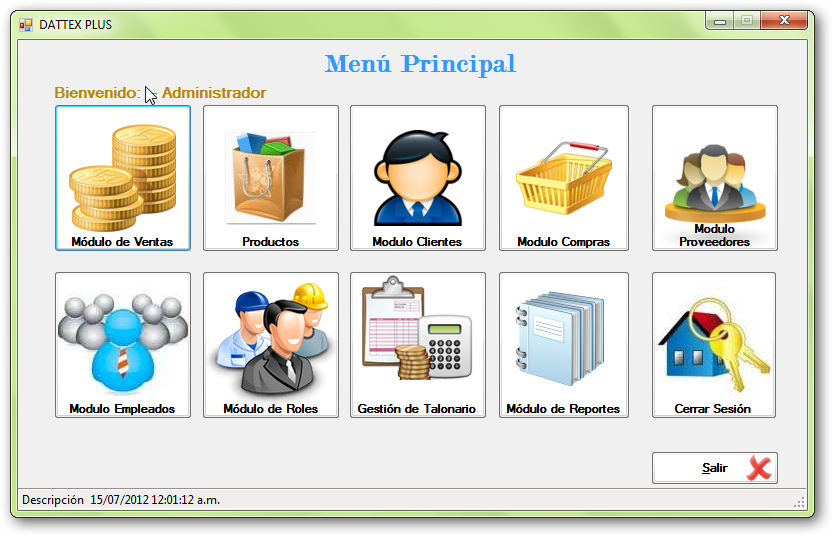 DATTEX PLUS
Menú Principal
Bienvenido: - Administrador
Módulo de Ventas
Productos
Modulo Clientes
Modulo Compras
Modulo
Proveedores
Modulo Empleados
Módulo de Roles
Gestión de Talonario
Módulo de Reportes
Cerrar Sesión
Salir
Descripción 15/07/2012 12:01:12 a.m.